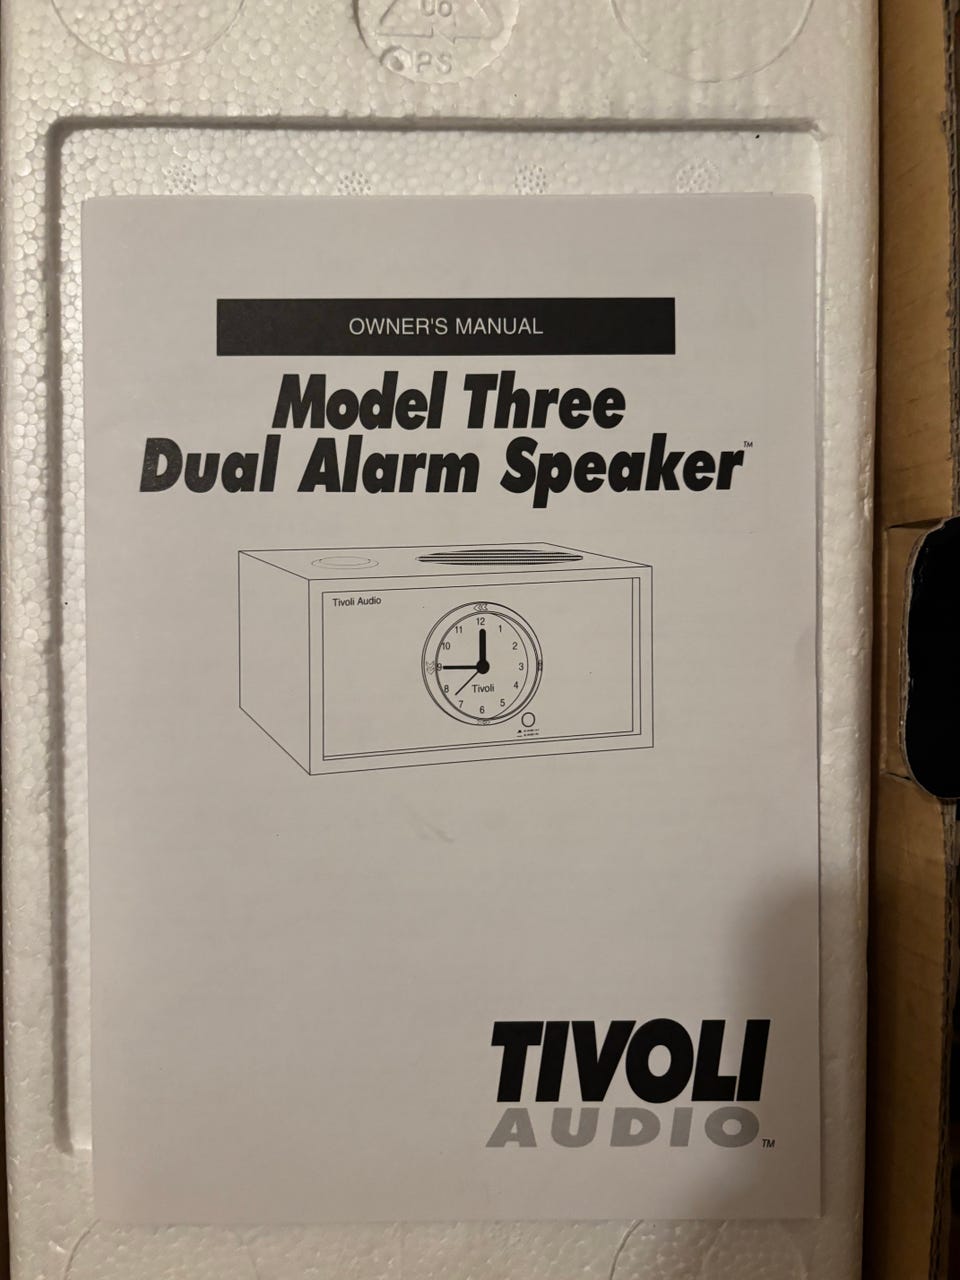 PS
OWNER'S MANUAL
Model Three
Dual Alarm Speaker™
Tivoli Audio
12
11 1
10 2
9 3
8 Tivoli 4
7 5
6
TIVOLI
AUDIO™